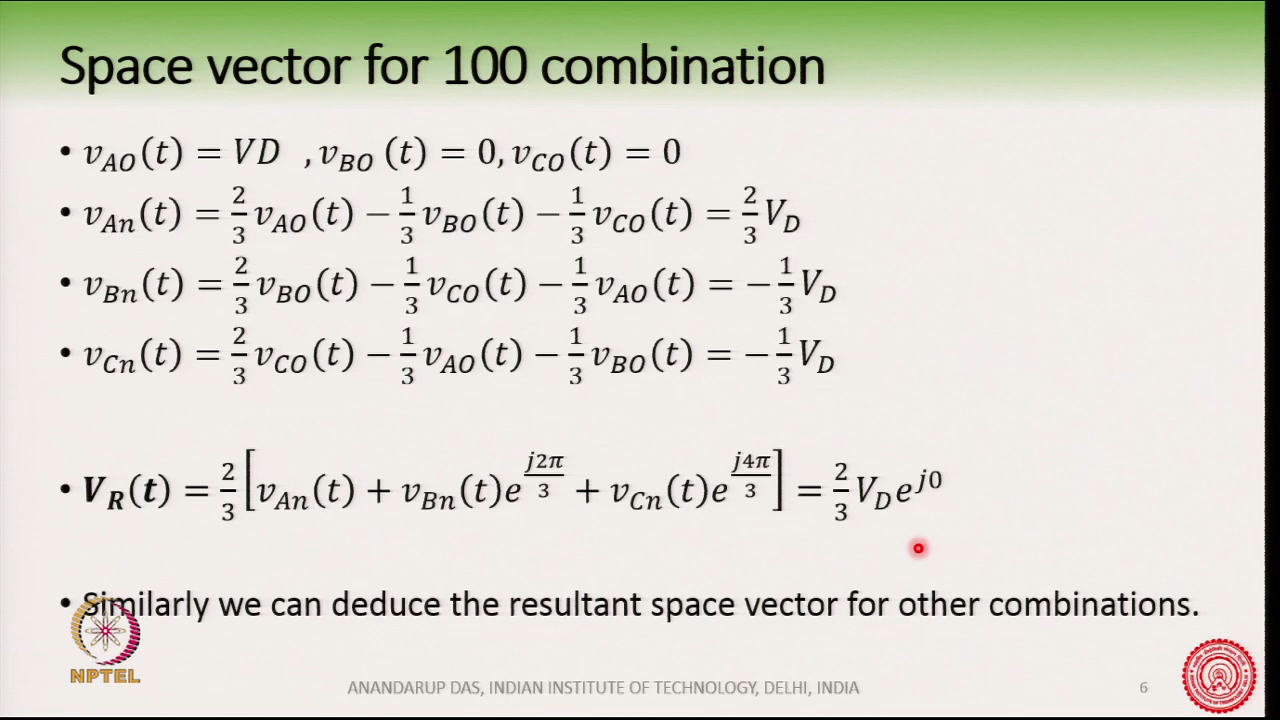 Space vector for 100 combination
• v_AO(t) = VD , v_BO (t) = 0, v_CO(t) = 0
• v_An(t) = 2/3 v_AO(t) − 1/3 v_BO(t) − 1/3 v_CO(t) = 2/3 V_D
• v_Bn(t) = 2/3 v_BO(t) − 1/3 v_CO(t) − 1/3 v_AO(t) = − 1/3 V_D
• v_Cn(t) = 2/3 v_CO(t) − 1/3 v_AO(t) − 1/3 v_BO(t) = − 1/3 V_D
• V_R(t) = 2/3 [v_An(t) + v_Bn(t)e^(j2π/3) + v_Cn(t)e^(j4π/3)] = 2/3 V_D e^(j0)
• Similarly we can deduce the resultant space vector for other combinations.
NPTEL
ANANDARUP DAS, INDIAN INSTITUTE OF TECHNOLOGY, DELHI, INDIA
6